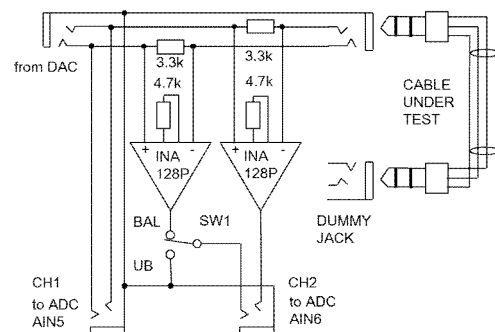 from DAC
3.3k
3.3k
4.7k
4.7k
+ -
+ -
INA
128P
INA
128P
CABLE
UNDER
TEST
BAL
SW1
UB
DUMMY
JACK
CH1
to ADC
AIN5
CH2
to ADC
AIN6